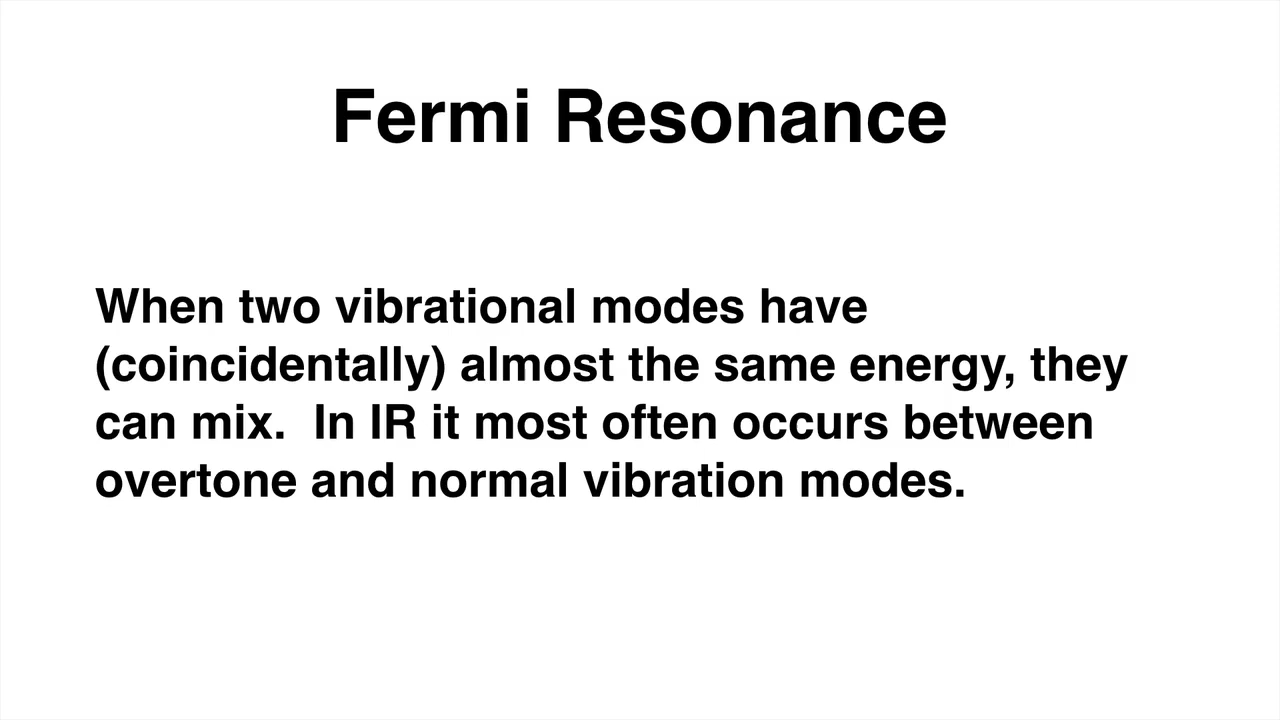 Fermi Resonance
When two vibrational modes have
(coincidentally) almost the same energy, they
can mix.  In IR it most often occurs between
overtone and normal vibration modes.